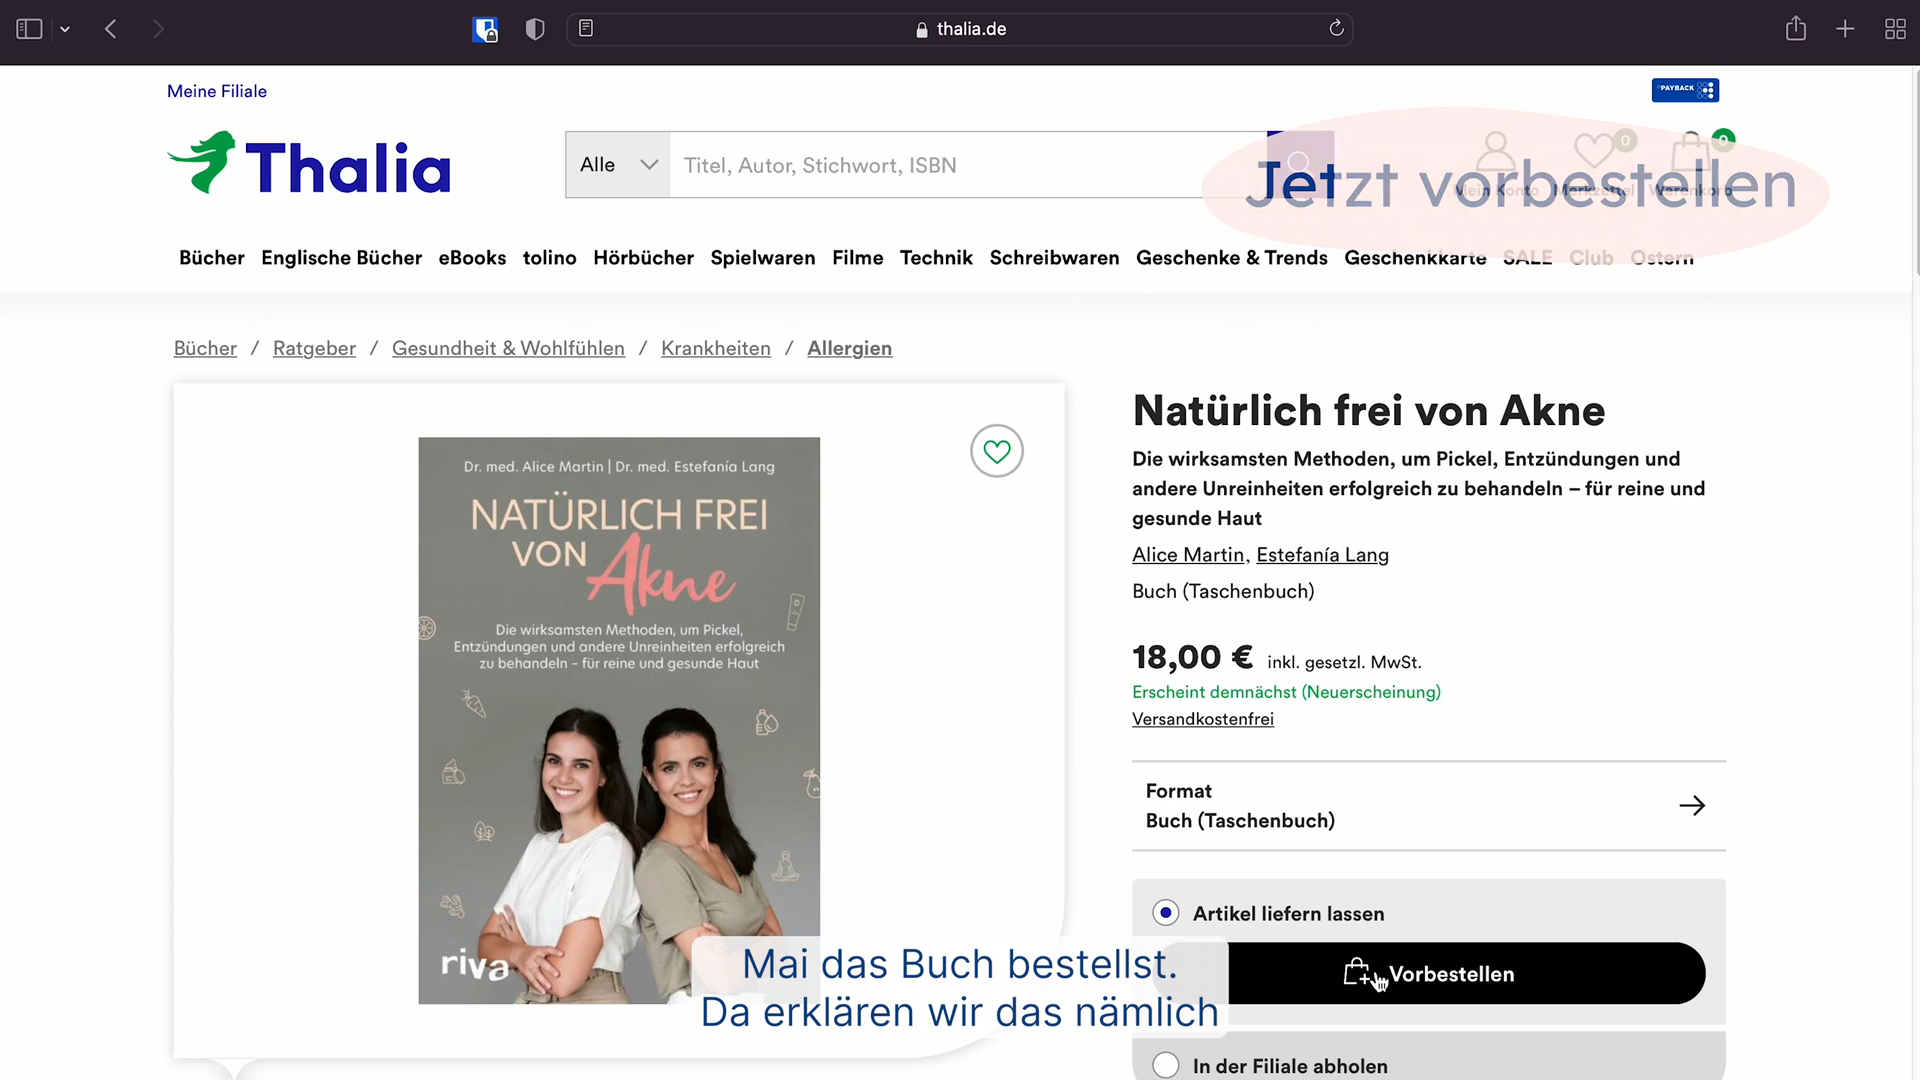 thalia.de
Meine Filiale
PAYBACK
Thalia
Alle
Titel, Autor, Stichwort, ISBN
Jetzt vorbestellen
Mein Konto
Merkzettel
Warenkorb
0
0
Bücher Englische Bücher eBooks tolino Hörbücher Spielwaren Filme Technik Schreibwaren Geschenke & Trends Geschenkkarte SALE Club Ostern
Bücher / Ratgeber / Gesundheit & Wohlfühlen / Krankheiten / Allergien
Dr. med. Alice Martin | Dr. med. Estefanía Lang
NATÜRLICH FREI
VON Akne
Die wirksamsten Methoden, um Pickel,
Entzündungen und andere Unreinheiten erfolgreich
zu behandeln – für reine und gesunde Haut
riva
Natürlich frei von Akne
Die wirksamsten Methoden, um Pickel, Entzündungen und
andere Unreinheiten erfolgreich zu behandeln – für reine und
gesunde Haut
Alice Martin, Estefanía Lang
Buch (Taschenbuch)
18,00 € inkl. gesetzl. MwSt.
Erscheint demnächst (Neuerscheinung)
Versandkostenfrei
Format
Buch (Taschenbuch)
Artikel liefern lassen
Vorbestellen
In der Filiale abholen
Mai das Buch bestellst.
Da erklären wir das nämlich